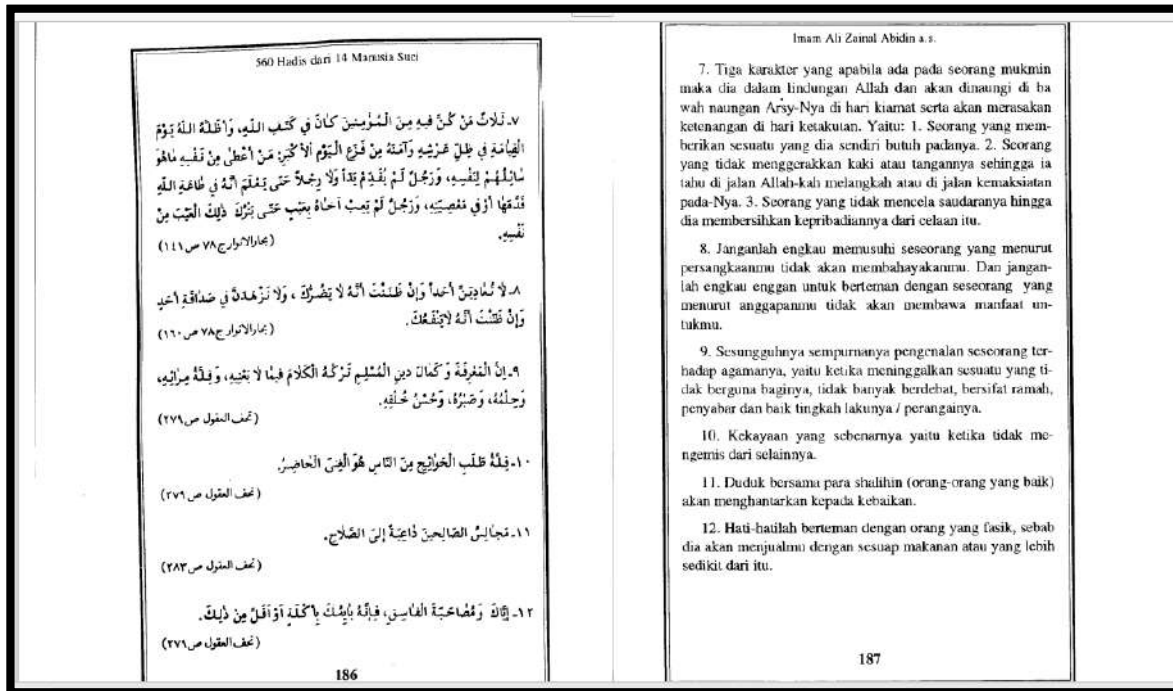 560 Hadis dari 14 Manusia Suci
٧ـ ثَلاثٌ مَنْ كُنَّ فيهِ مِنَ الْمُؤمِنينَ كانَ في كَنَفِ اللّهِ، وَأَظَلَّهُ اللّهُ يَوْمَ
الْقِيامَةِ في ظِلِّ عَرْشِهِ وَآمَنَهُ مِنْ فَزَعِ الْيَوْمِ الْأَكْبَرِ: مَنْ أَعْطى مِنْ نَفْسِهِ ماهُوَ
سائِلُهُمْ لِنَفْسِهِ، وَرَجُلٌ لَمْ يُقَدِّمْ يَداً وَلا رِجْلاً حَتّى يَعْلَمَ أَنَّهُ في طاعَةِ اللّهِ
قَدَّمَها أَوْ في مَعْصِيَتِهِ، وَرَجُلٌ لَمْ يَعِبْ أَخاهُ بِعَيْبٍ حَتّى يَتْرُكَ ذلِكَ الْعَيْبَ مِنْ
نَفْسِهِ.
(بحارالانوار ج٧٨ ص ١٤١)
٨ـ لا تُعادِيَنَّ أَحَداً وَإِنْ ظَنَنْتَ أَنَّهُ لا يَضُرُّكَ، وَلا تَزْهَدَنَّ في صَداقَةِ أَحَدٍ
وَإِنْ ظَنَنْتَ أَنَّهُ لايَنْفَعُكَ.
(بحارالانوار ج٧٨ ص ١٦٠)
٩ـ إِنَّ الْمَعْرِفَةَ وَكَمالَ دينِ الْمُسْلِمِ تَرْكُهُ الْكَلامَ فيما لا يَعْنيهِ، وَقِلَّةُ مِرائِهِ،
وَحِلْمُهُ، وَصَبْرُهُ، وَحُسْنُ خُلْقِهِ.
(تحف العقول ص ٢٧٩)
١٠ـ قِلَّةُ طَلَبِ الْحَوائِجِ مِنَ النّاسِ هُوَ الْغِنَى الْحاضِرُ.
(تحف العقول ص ٢٧٩)
١١ـ مَجالِسُ الصّالِحينَ داعِيَةٌ إِلَى الصَّلاحِ.
(تحف العقول ص ٢٨٣)
١٢ـ إِيّاكَ وَمُصاحَبَةَ الْفاسِقِ، فَإِنَّهُ بائِعُكَ بِأَكْلَةٍ أَوْ أَقَلَّ مِنْ ذلِكَ.
(تحف العقول ص ٢٧٩)
186
Imam Ali Zainal Abidin a.s.
7. Tiga karakter yang apabila ada pada seorang mukmin
maka dia dalam lindungan Allah dan akan dinaungi di ba
wah naungan Arsy-Nya di hari kiamat serta akan merasakan
ketenangan di hari ketakutan. Yaitu: 1. Seorang yang mem-
berikan sesuatu yang dia sendiri butuh padanya. 2. Seorang
yang tidak menggerakkan kaki atau tangannya sehingga ia
tahu di jalan Allah-kah melangkah atau di jalan kemaksiatan
pada-Nya. 3. Seorang yang tidak mencela saudaranya hingga
dia membersihkan kepribadiannya dari celaan itu.
8. Janganlah engkau memusuhi seseorang yang menurut
persangkaanmu tidak akan membahayakanmu. Dan jangan-
lah engkau enggan untuk berteman dengan seseorang yang
menurut anggapanmu tidak akan membawa manfaat un-
tukmu.
9. Sesungguhnya sempurnanya pengenalan seseorang ter-
hadap agamanya, yaitu ketika meninggalkan sesuatu yang ti-
dak berguna baginya, tidak banyak berdebat, bersifat ramah,
penyabar dan baik tingkah lakunya / perangainya.
10. Kekayaan yang sebenarnya yaitu ketika tidak me-
ngemis dari selainnya.
11. Duduk bersama para shalihin (orang-orang yang baik)
akan menghantarkan kepada kebaikan.
12. Hati-hatilah berteman dengan orang yang fasik, sebab
dia akan menjualmu dengan sesuap makanan atau yang lebih
sedikit dari itu.
187